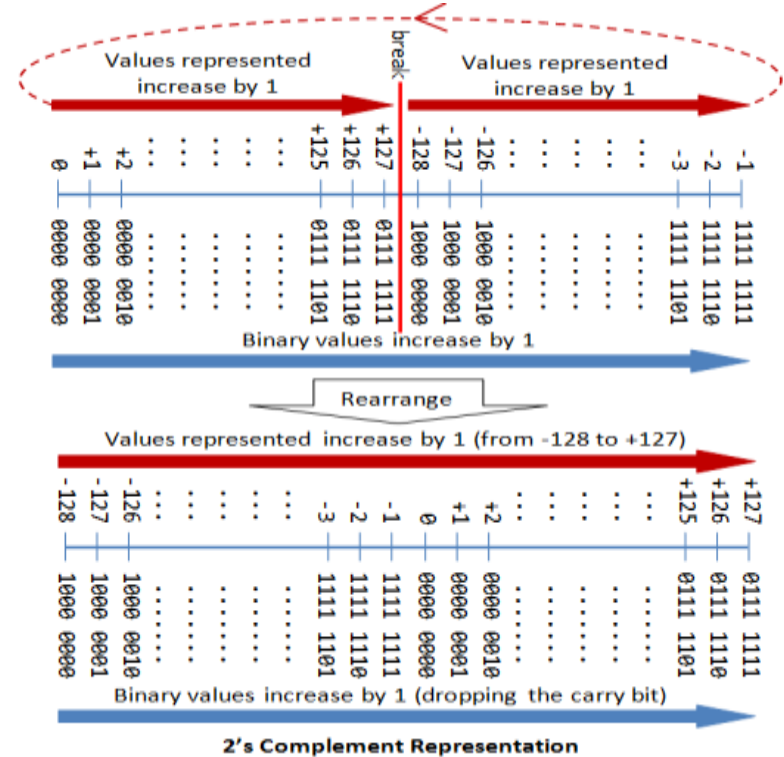 break
Values represented
increase by 1
Values represented
increase by 1
0 +1 +2 ... ... ... ... ... +125 +126 +127 -128 -127 -126 ... ... ... ... ... -3 -2 -1
0000 0000
0000 0001
0000 0010
0111 1101
0111 1110
0111 1111
1000 0000
1000 0001
1000 0010
1111 1101
1111 1110
1111 1111
Binary values increase by 1
Rearrange
Values represented increase by 1 (from -128 to +127)
-128 -127 -126 ... ... ... ... ... -3 -2 -1 0 +1 +2 ... ... ... ... ... +125 +126 +127
1000 0000
1000 0001
1000 0010
1111 1101
1111 1110
1111 1111
0000 0000
0000 0001
0000 0010
0111 1101
0111 1110
0111 1111
Binary values increase by 1 (dropping the carry bit)
2's Complement Representation